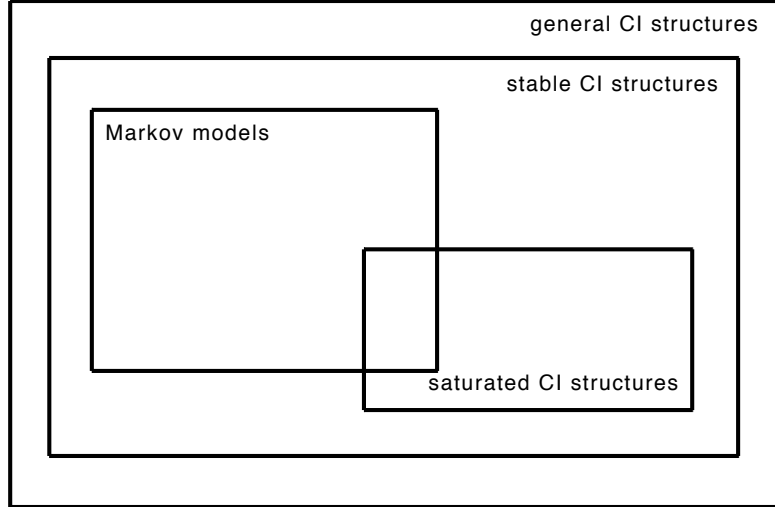 general CI structures
stable CI structures
Markov models
saturated CI structures